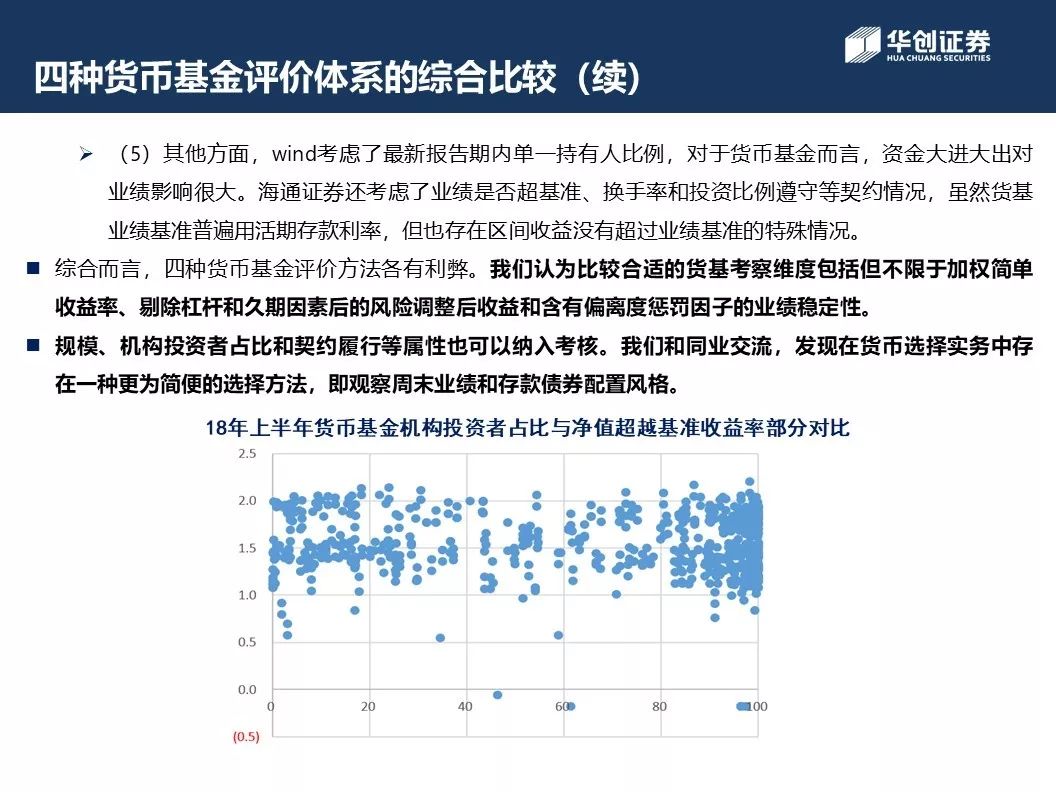 华创证券
HUA CHUANG SECURITIES
四种货币基金评价体系的综合比较（续）
（5）其他方面，wind考虑了最新报告期内单一持有人比例，对于货币基金而言，资金大进大出对
业绩影响很大。海通证券还考虑了业绩是否超基准、换手率和投资比例遵守等契约情况，虽然货基
业绩基准普遍用活期存款利率，但也存在区间收益没有超过业绩基准的特殊情况。
综合而言，四种货币基金评价方法各有利弊。我们认为比较合适的货基考察维度包括但不限于加权简单
收益率、剔除杠杆和久期因素后的风险调整后收益和含有偏离度惩罚因子的业绩稳定性。
规模、机构投资者占比和契约履行等属性也可以纳入考核。我们和同业交流，发现在货币选择实务中存
在一种更为简便的选择方法，即观察周末业绩和存款债券配置风格。
18年上半年货币基金机构投资者占比与净值超越基准收益率部分对比
2.5
2.0
1.5
1.0
0.5
0.0
0 20 40 60 80 100
(0.5)